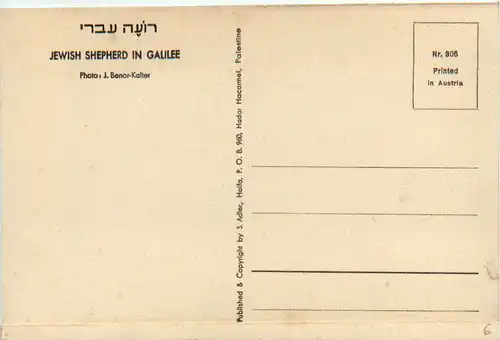 רועה עברי
JEWISH SHEPHERD IN GALILEE
Photo: J. Benor-Kalter
Published & Copyright by S. Adler, Haifa, P. O. B. 960, Hadar Hacarmel, Palestine
Nr. 805
Printed
in Austria
6